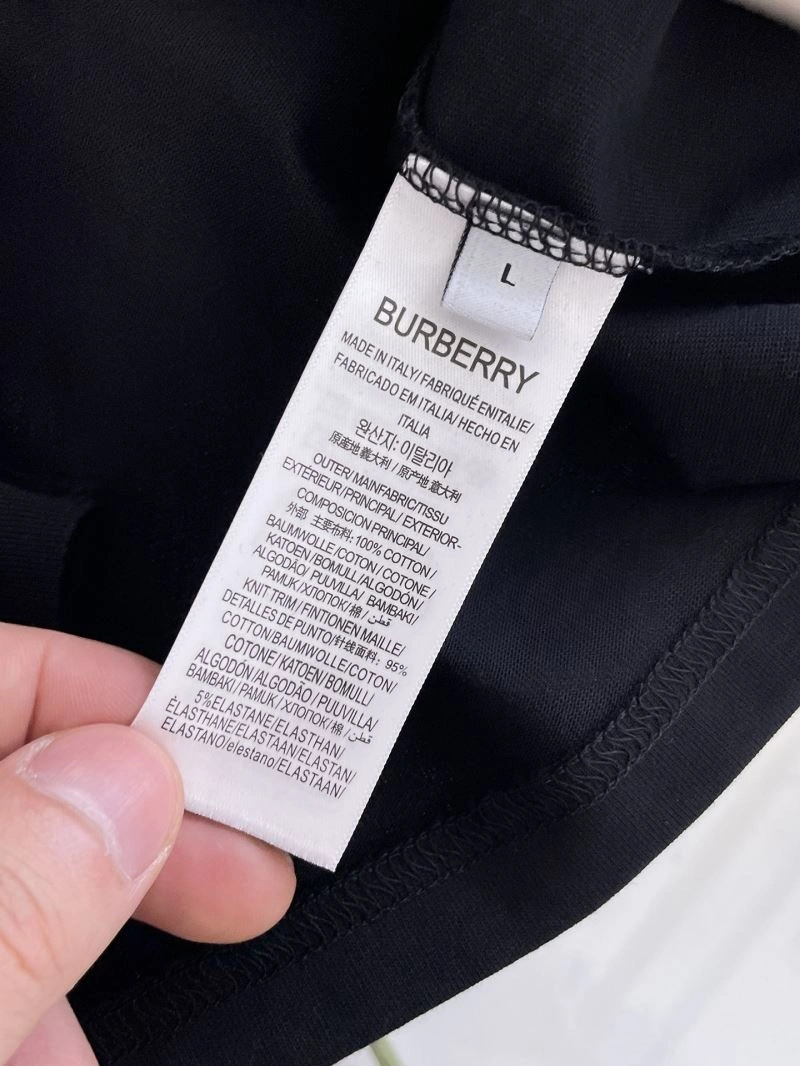 L
BURBERRY
MADE IN ITALY/ FABRIQUÉ ENITALIE/
FABRICADO EM ITALIA/ HECHO EN
ITALIA
완산지: 이탈리아
原產地 義大利 / 原产地 意大利
OUTER/ MAINFABRIC/TISSU
EXTÉRIEUR/PRINCIPAL/ EXTERIOR-
COMPOSICION PRINCIPAL/
外部 主要布料: 100% COTTON/
BAUMWOLLE/ COTON/ COTONE/
KATOEN/ BOMULL/ ALGODÓN/
ALGODÃO/ PUUVILLA/ BAMBAKI/
PAMUK/ ХЛОПОК/ 棉/ قطن
KNIT TRIM / FINTIONEN MAILLE/
DETALLES DE PUNTO/ 针线面料: 95%
COTTON/BAUMWOLLE/COTON/
COTONE/ KATOEN/ BOMULL/
ALGODÓN/ALGODÃO / PUUVILLA/
BAMBAKI/ PAMUK/ ХЛОПОК/ 棉/ قطن
5%ELASTANE/ELASTHAN/
ÈLASTHANE/ELASTAAN/ELASTAN/
ELASTANO/elestano/ELASTAAN/